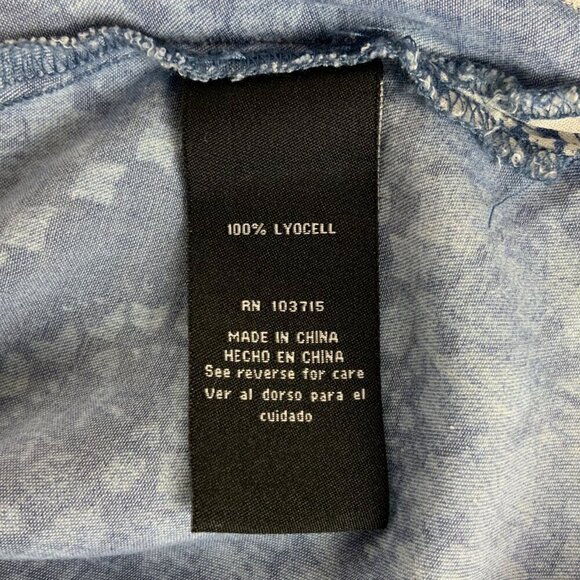 100% LYOCELL
RN 103715
MADE IN CHINA
HECHO EN CHINA
See reverse for care
Ver al dorso para el
cuidado